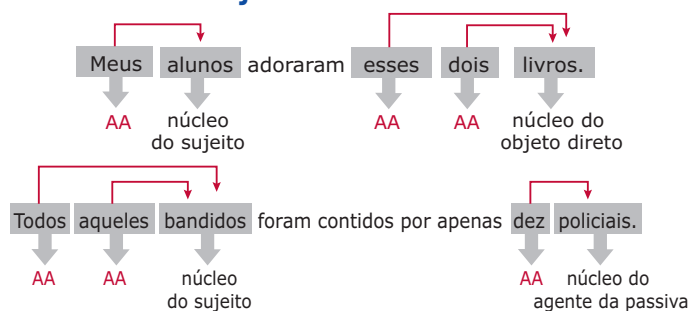 Meus alunos adoraram esses dois livros.
AA núcleo do sujeito AA AA núcleo do objeto direto
Todos aqueles bandidos foram contidos por apenas dez policiais.
AA AA núcleo do sujeito AA núcleo do agente da passiva